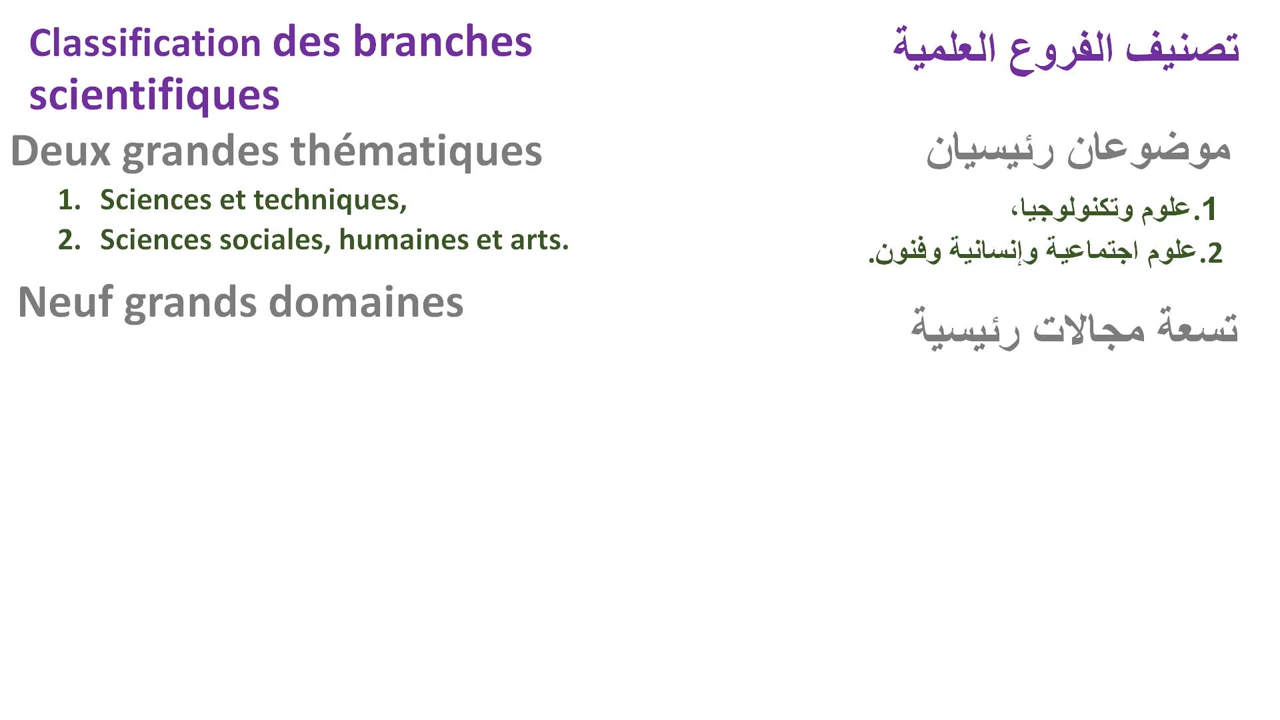 Classification des branches
scientifiques
تصنيف الفروع العلمية
Deux grandes thématiques
موضوعان رئيسيان
1. Sciences et techniques,
1.علوم وتكنولوجيا،
2. Sciences sociales, humaines et arts.
2.علوم اجتماعية وإنسانية وفنون.
Neuf grands domaines
تسعة مجالات رئيسية